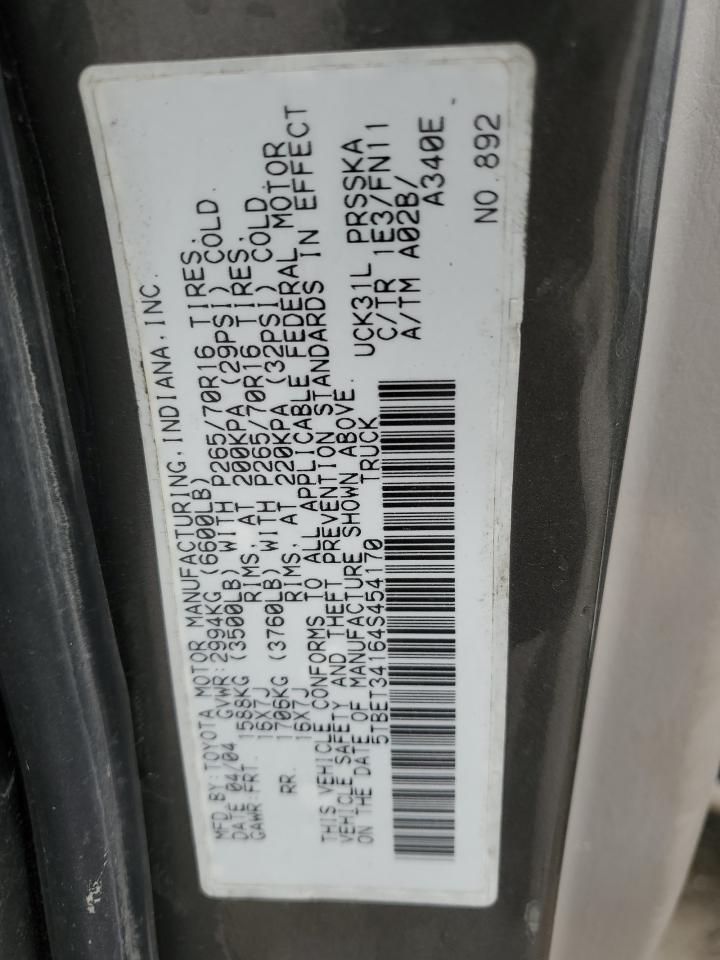 MFD BY:TOYOTA MOTOR MANUFACTURING,INDIANA,INC.
DATE 04/04 GVWR:2994KG (6600LB)
GAWR FRT. 1588KG (3500LB) WITH P265/70R16 TIRES.
16X7J RIMS, AT 200KPA (29PSI) COLD
RR. 1706KG (3760LB) WITH P265/70R16 TIRES.
16X7J RIMS, AT 220KPA (32PSI) COLD
THIS VEHICLE CONFORMS TO ALL APPLICABLE FEDERAL MOTOR
VEHICLE SAFETY AND THEFT PREVENTION STANDARDS IN EFFECT
ON THE DATE OF MANUFACTURE SHOWN ABOVE.
5TBET34164S454170 TRUCK
UCK31L PRSSKA
C/TR 1E3/FN11
A/TM A02B/
A340E
NO.892